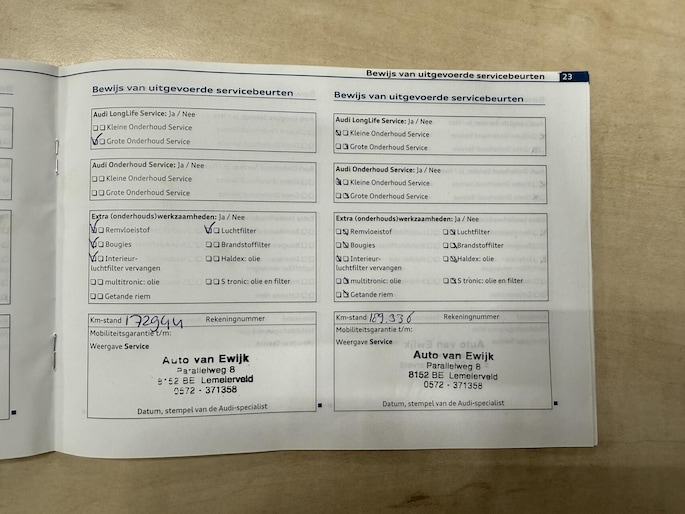 Bewijs van uitgevoerde servicebeurten 23
Bewijs van uitgevoerde servicebeurten
Audi LongLife Service: Ja / Nee
Kleine Onderhoud Service
Grote Onderhoud Service
Audi Onderhoud Service: Ja / Nee
Kleine Onderhoud Service
Grote Onderhoud Service
Extra (onderhouds)werkzaamheden: Ja / Nee
Remvloeistof Luchtfilter
Bougies Brandstoffilter
Interieur- Haldex: olie
luchtfilter vervangen
multitronic: olie S tronic: olie en filter
Getande riem
Km-stand 172944 Rekeningnummer
Mobiliteitsgarantie t/m:
Weergave Service
Auto van Ewijk
Parallelweg 8
8152 BE Lemelerveld
0572 - 371358
Datum, stempel van de Audi-specialist
Bewijs van uitgevoerde servicebeurten
Audi LongLife Service: Ja / Nee
Kleine Onderhoud Service
Grote Onderhoud Service
Audi Onderhoud Service: Ja / Nee
Kleine Onderhoud Service
Grote Onderhoud Service
Extra (onderhouds)werkzaamheden: Ja / Nee
Remvloeistof Luchtfilter
Bougies Brandstoffilter
Interieur- Haldex: olie
luchtfilter vervangen
multitronic: olie S tronic: olie en filter
Getande riem
Km-stand 189.936 Rekeningnummer
Mobiliteitsgarantie t/m:
Weergave Service
Auto van Ewijk
Parallelweg 8
8152 BE Lemelerveld
0572 - 371358
Datum, stempel van de Audi-specialist